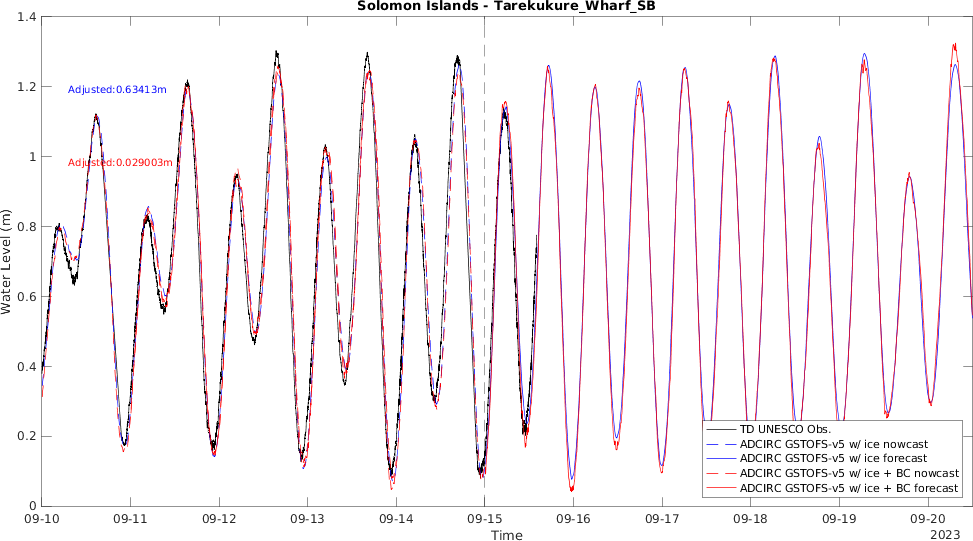 Solomon Islands - Tarekukure_Wharf_SB
1.4
1.2
1
0.8
0.6
0.4
0.2
0
Water Level (m)
Adjusted:0.63413m
Adjusted:0.029003m
TD UNESCO Obs.
ADCIRC GSTOFS-v5 w/ ice nowcast
ADCIRC GSTOFS-v5 w/ ice forecast
ADCIRC GSTOFS-v5 w/ ice + BC nowcast
ADCIRC GSTOFS-v5 w/ ice + BC forecast
09-10 09-11 09-12 09-13 09-14 09-15 09-16 09-17 09-18 09-19 09-20
Time
2023